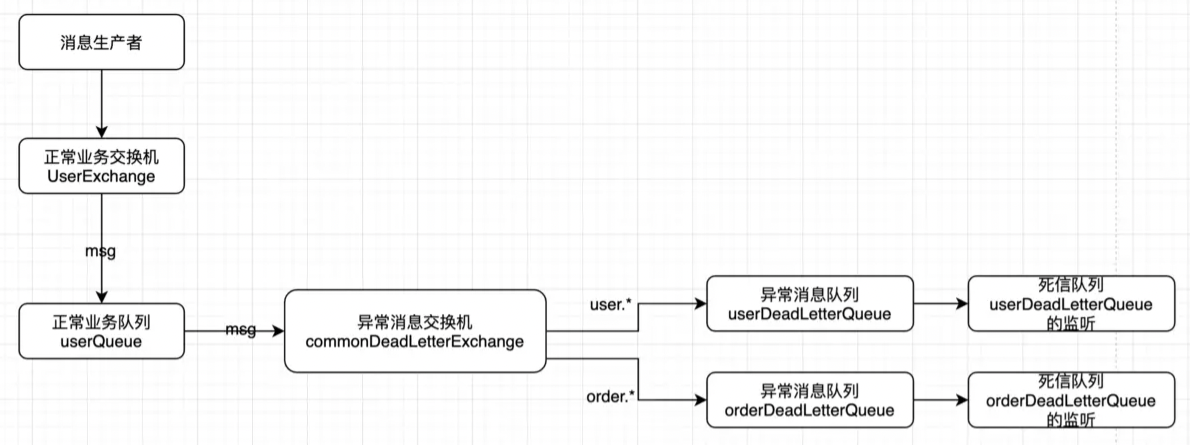 消息生产者
正常业务交换机
UserExchange
msg
正常业务队列
userQueue
msg
异常消息交换机
commonDeadLetterExchange
user.*
异常消息队列
userDeadLetterQueue
死信队列
userDeadLetterQueue
的监听
order.*
异常消息队列
orderDeadLetterQueue
死信队列
orderDeadLetterQueue
的监听